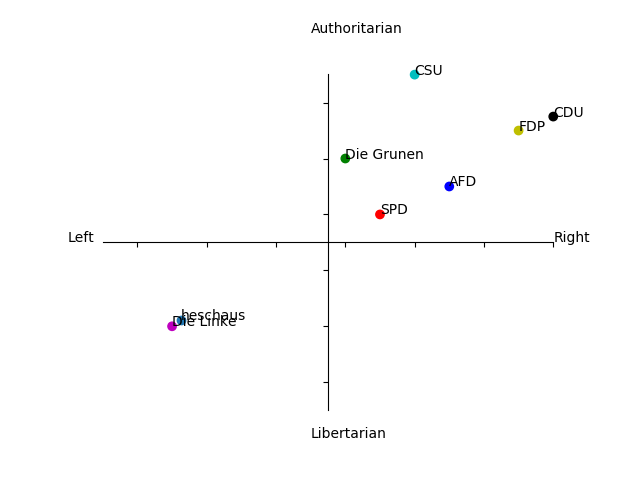 Authoritarian
CSU
CDU
FDP
Die Grunen
AFD
SPD
Left
Right
heschaus
Die Linke
Libertarian